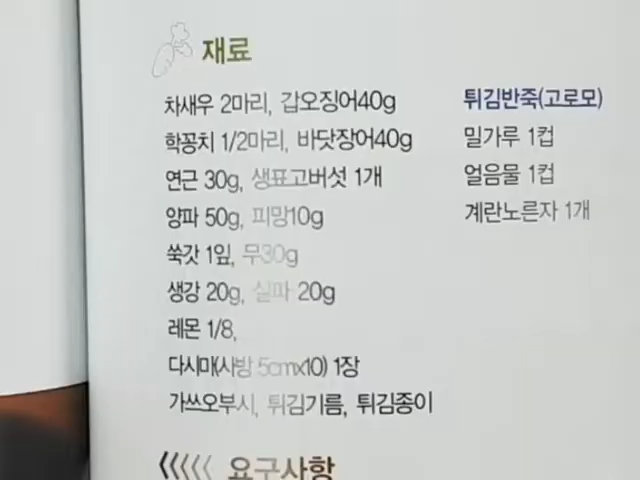 재료
차새우 2마리, 갑오징어40g
학꽁치 1/2마리, 바닷장어40g
연근 30g, 생표고버섯 1개
양파 50g, 피망10g
쑥갓 1잎, 무30g
생강 20g, 실파 20g
레몬 1/8,
다시마(사방 5cmx10) 1장
가쓰오부시, 튀김기름, 튀김종이
튀김반죽(고로모)
밀가루 1컵
얼음물 1컵
계란노른자 1개
요구사항